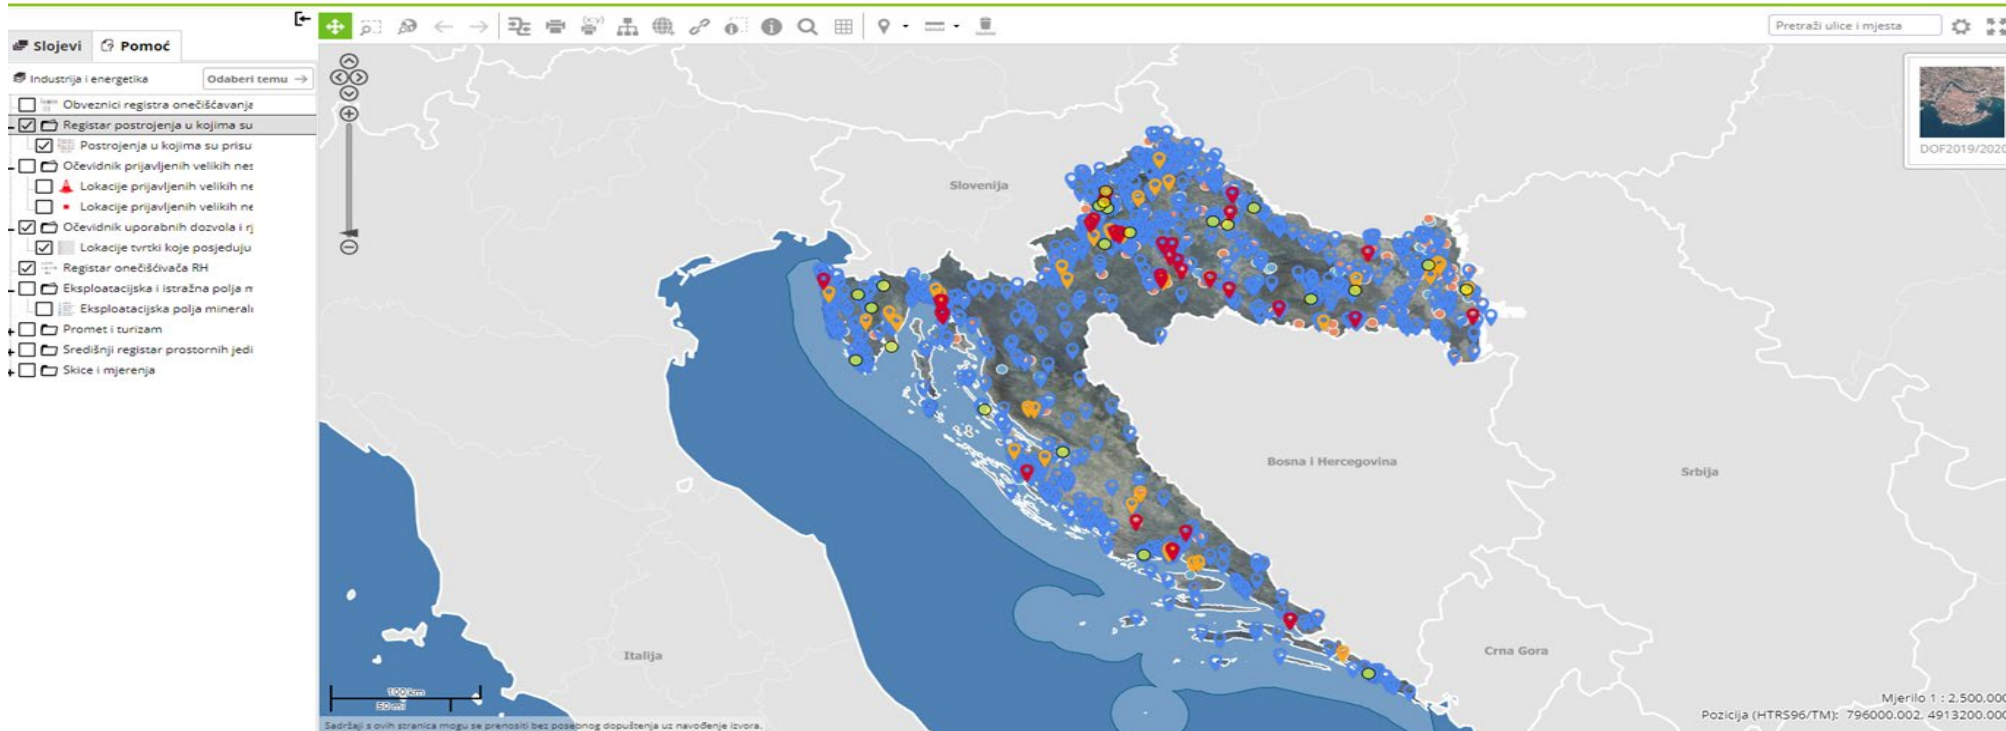 Slojevi
Pomoć
Industrija i energetika
Odaberi temu →
Obveznici registra onečišćavanja
Registar postrojenja u kojima su
Postrojenja u kojima su prisu
Očevidnik prijavljenih velikih nes
Lokacije prijavljenih velikih ne
Lokacije prijavljenih velikih ne
Očevidnik uporabnih dozvola i rj
Lokacije tvrtki koje posjeduju
Registar onečišćivača RH
Eksploatacijska i istražna polja m
Eksploatacijska polja minerali
Promet i turizam
Središnji registar prostornih jedi
Skice i mjerenja
(x,y)
Pretraži ulice i mjesta
DOF2019/2020
Slovenija
Bosna i Hercegovina
Srbija
Italija
Crna Gora
100 km
50 mi
Sadržaji s ovih stranica mogu se prenositi bez posebnog dopuštenja uz navođenje izvora.
Mjerilo 1 : 2.500.000
Pozicija (HTRS96/TM): 796000.002, 4913200.000